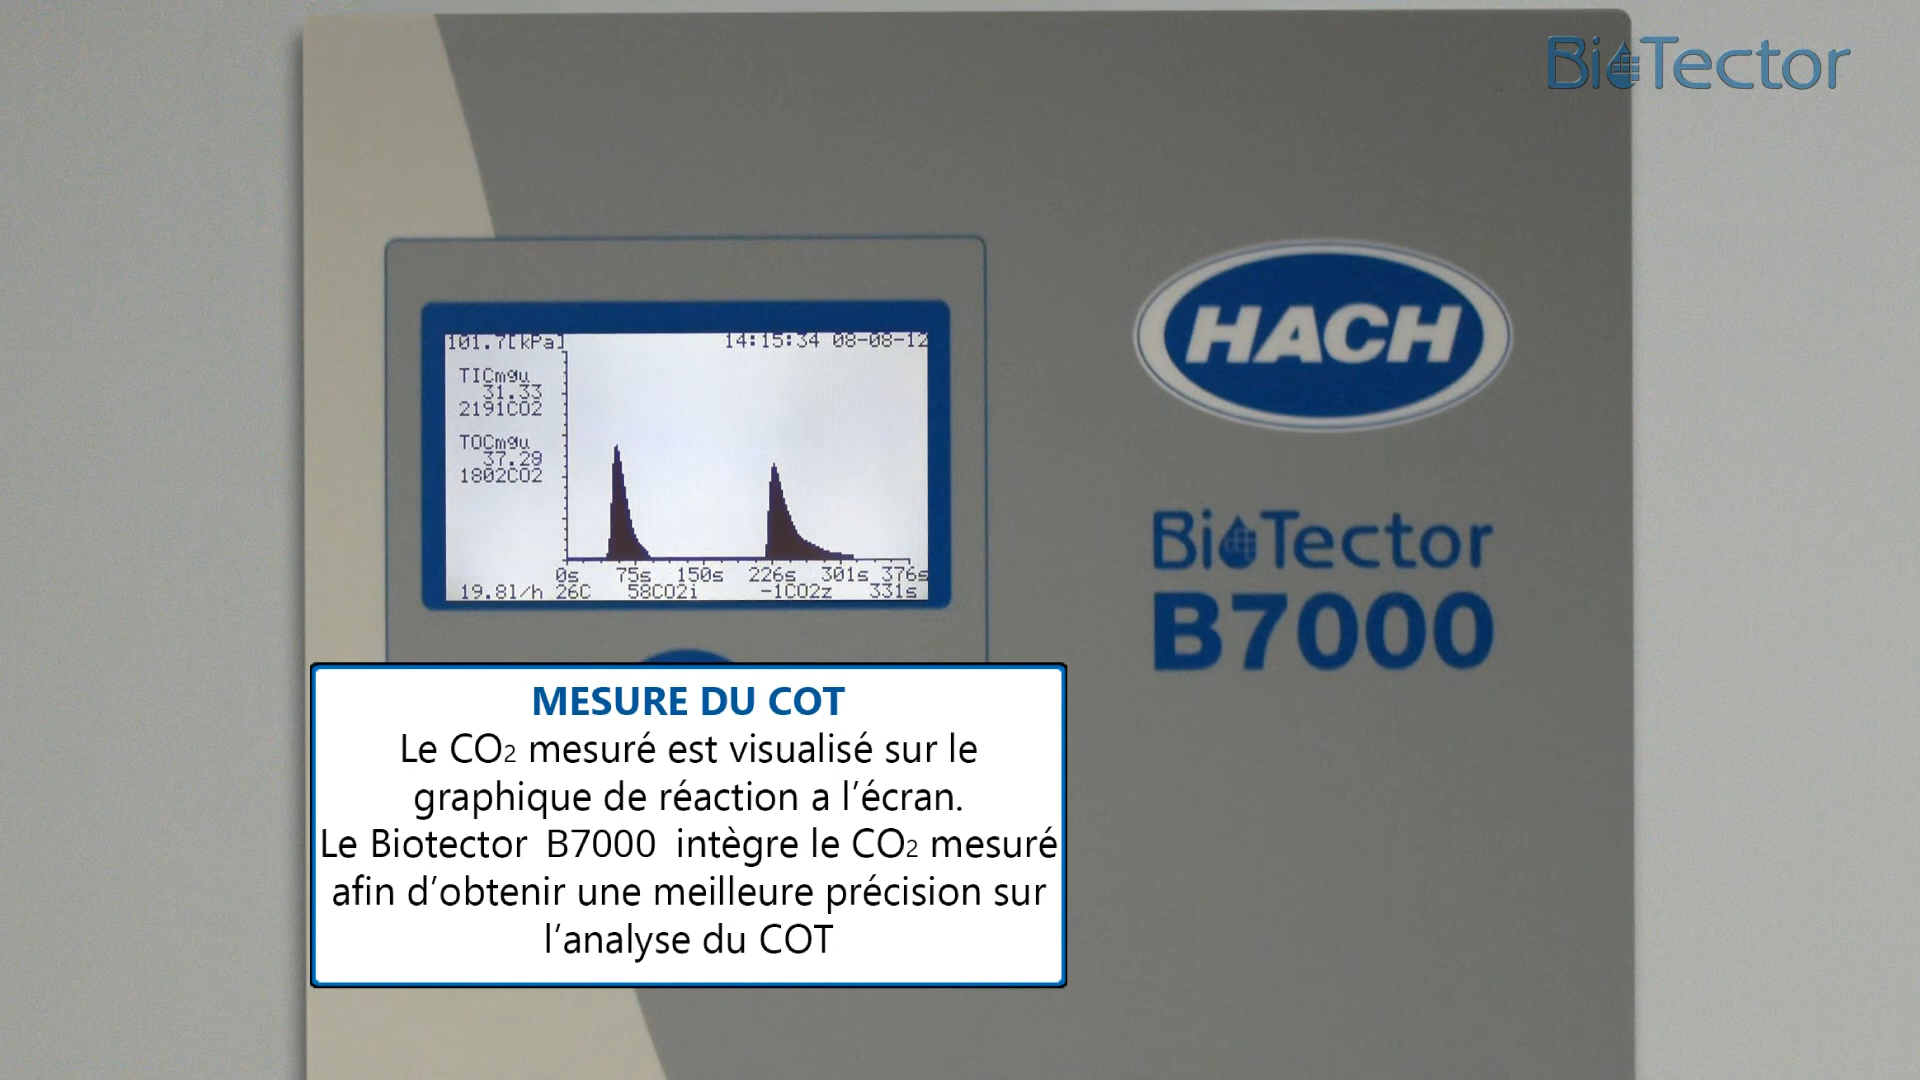 BioTector
101.7[kPa] 14:15:34 08-08-12
TICmgu
31.33
2191CO2
TOCmgu
37.28
1802CO2
0s 75s 150s 226s 301s 376s
19.8l/h 26C 58CO2i -1CO2z 331s
HACH
BioTector
B7000
MESURE DU COT
Le CO2 mesuré est visualisé sur le
graphique de réaction a l’écran.
Le Biotector B7000 intègre le CO2 mesuré
afin d’obtenir une meilleure précision sur
l’analyse du COT